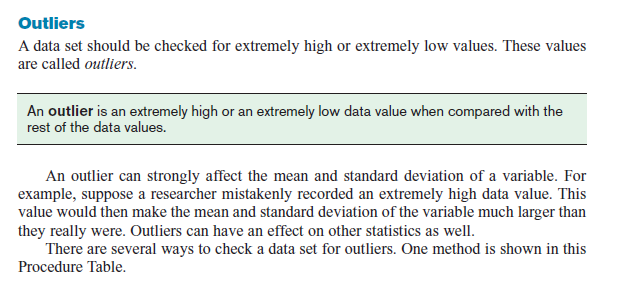 Outliers
A data set should be checked for extremely high or extremely low values. These values
are called outliers.
An outlier is an extremely high or an extremely low data value when compared with the
rest of the data values.
An outlier can strongly affect the mean and standard deviation of a variable. For
example, suppose a researcher mistakenly recorded an extremely high data value. This
value would then make the mean and standard deviation of the variable much larger than
they really were. Outliers can have an effect on other statistics as well.
There are several ways to check a data set for outliers. One method is shown in this
Procedure Table.